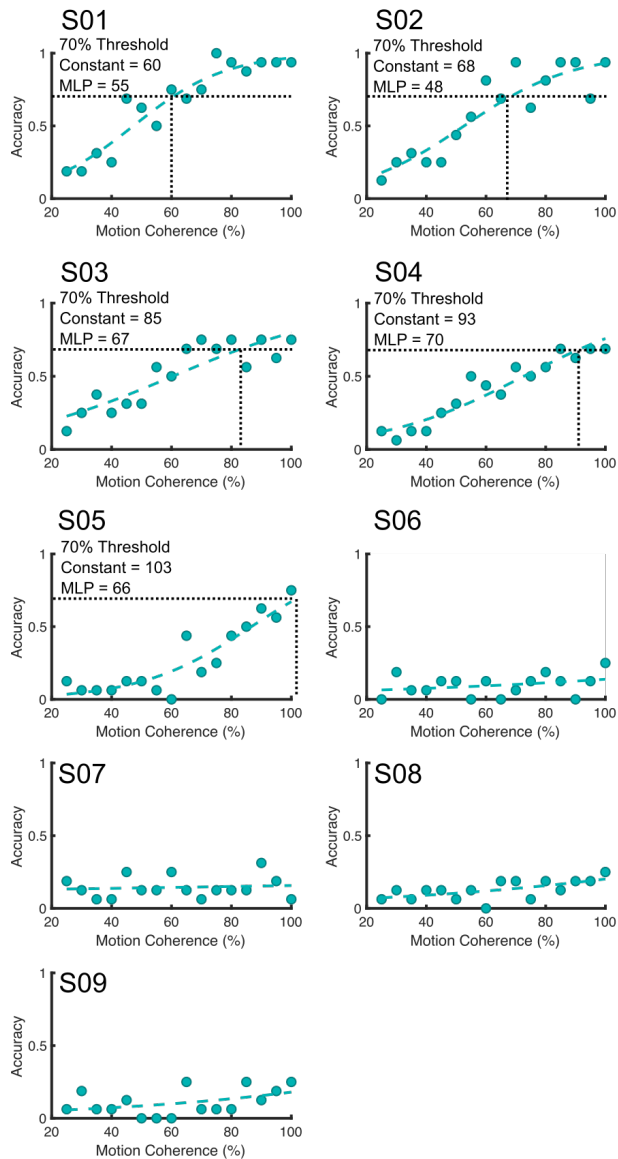 S01
70% Threshold
Constant = 60
MLP = 55
1
0.5
0
Accuracy
20 40 60 80 100
Motion Coherence (%)
S02
70% Threshold
Constant = 68
MLP = 48
1
0.5
0
Accuracy
20 40 60 80 100
Motion Coherence (%)
S03
70% Threshold
Constant = 85
MLP = 67
1
0.5
0
Accuracy
20 40 60 80 100
Motion Coherence (%)
S04
70% Threshold
Constant = 93
MLP = 70
1
0.5
0
Accuracy
20 40 60 80 100
Motion Coherence (%)
S05
70% Threshold
Constant = 103
MLP = 66
1
0.5
0
Accuracy
20 40 60 80 100
Motion Coherence (%)
S06
1
0.5
0
Accuracy
20 40 60 80 100
Motion Coherence (%)
S07
1
0.5
0
Accuracy
20 40 60 80 100
Motion Coherence (%)
S08
1
0.5
0
Accuracy
20 40 60 80 100
Motion Coherence (%)
S09
1
0.5
0
Accuracy
20 40 60 80 100
Motion Coherence (%)